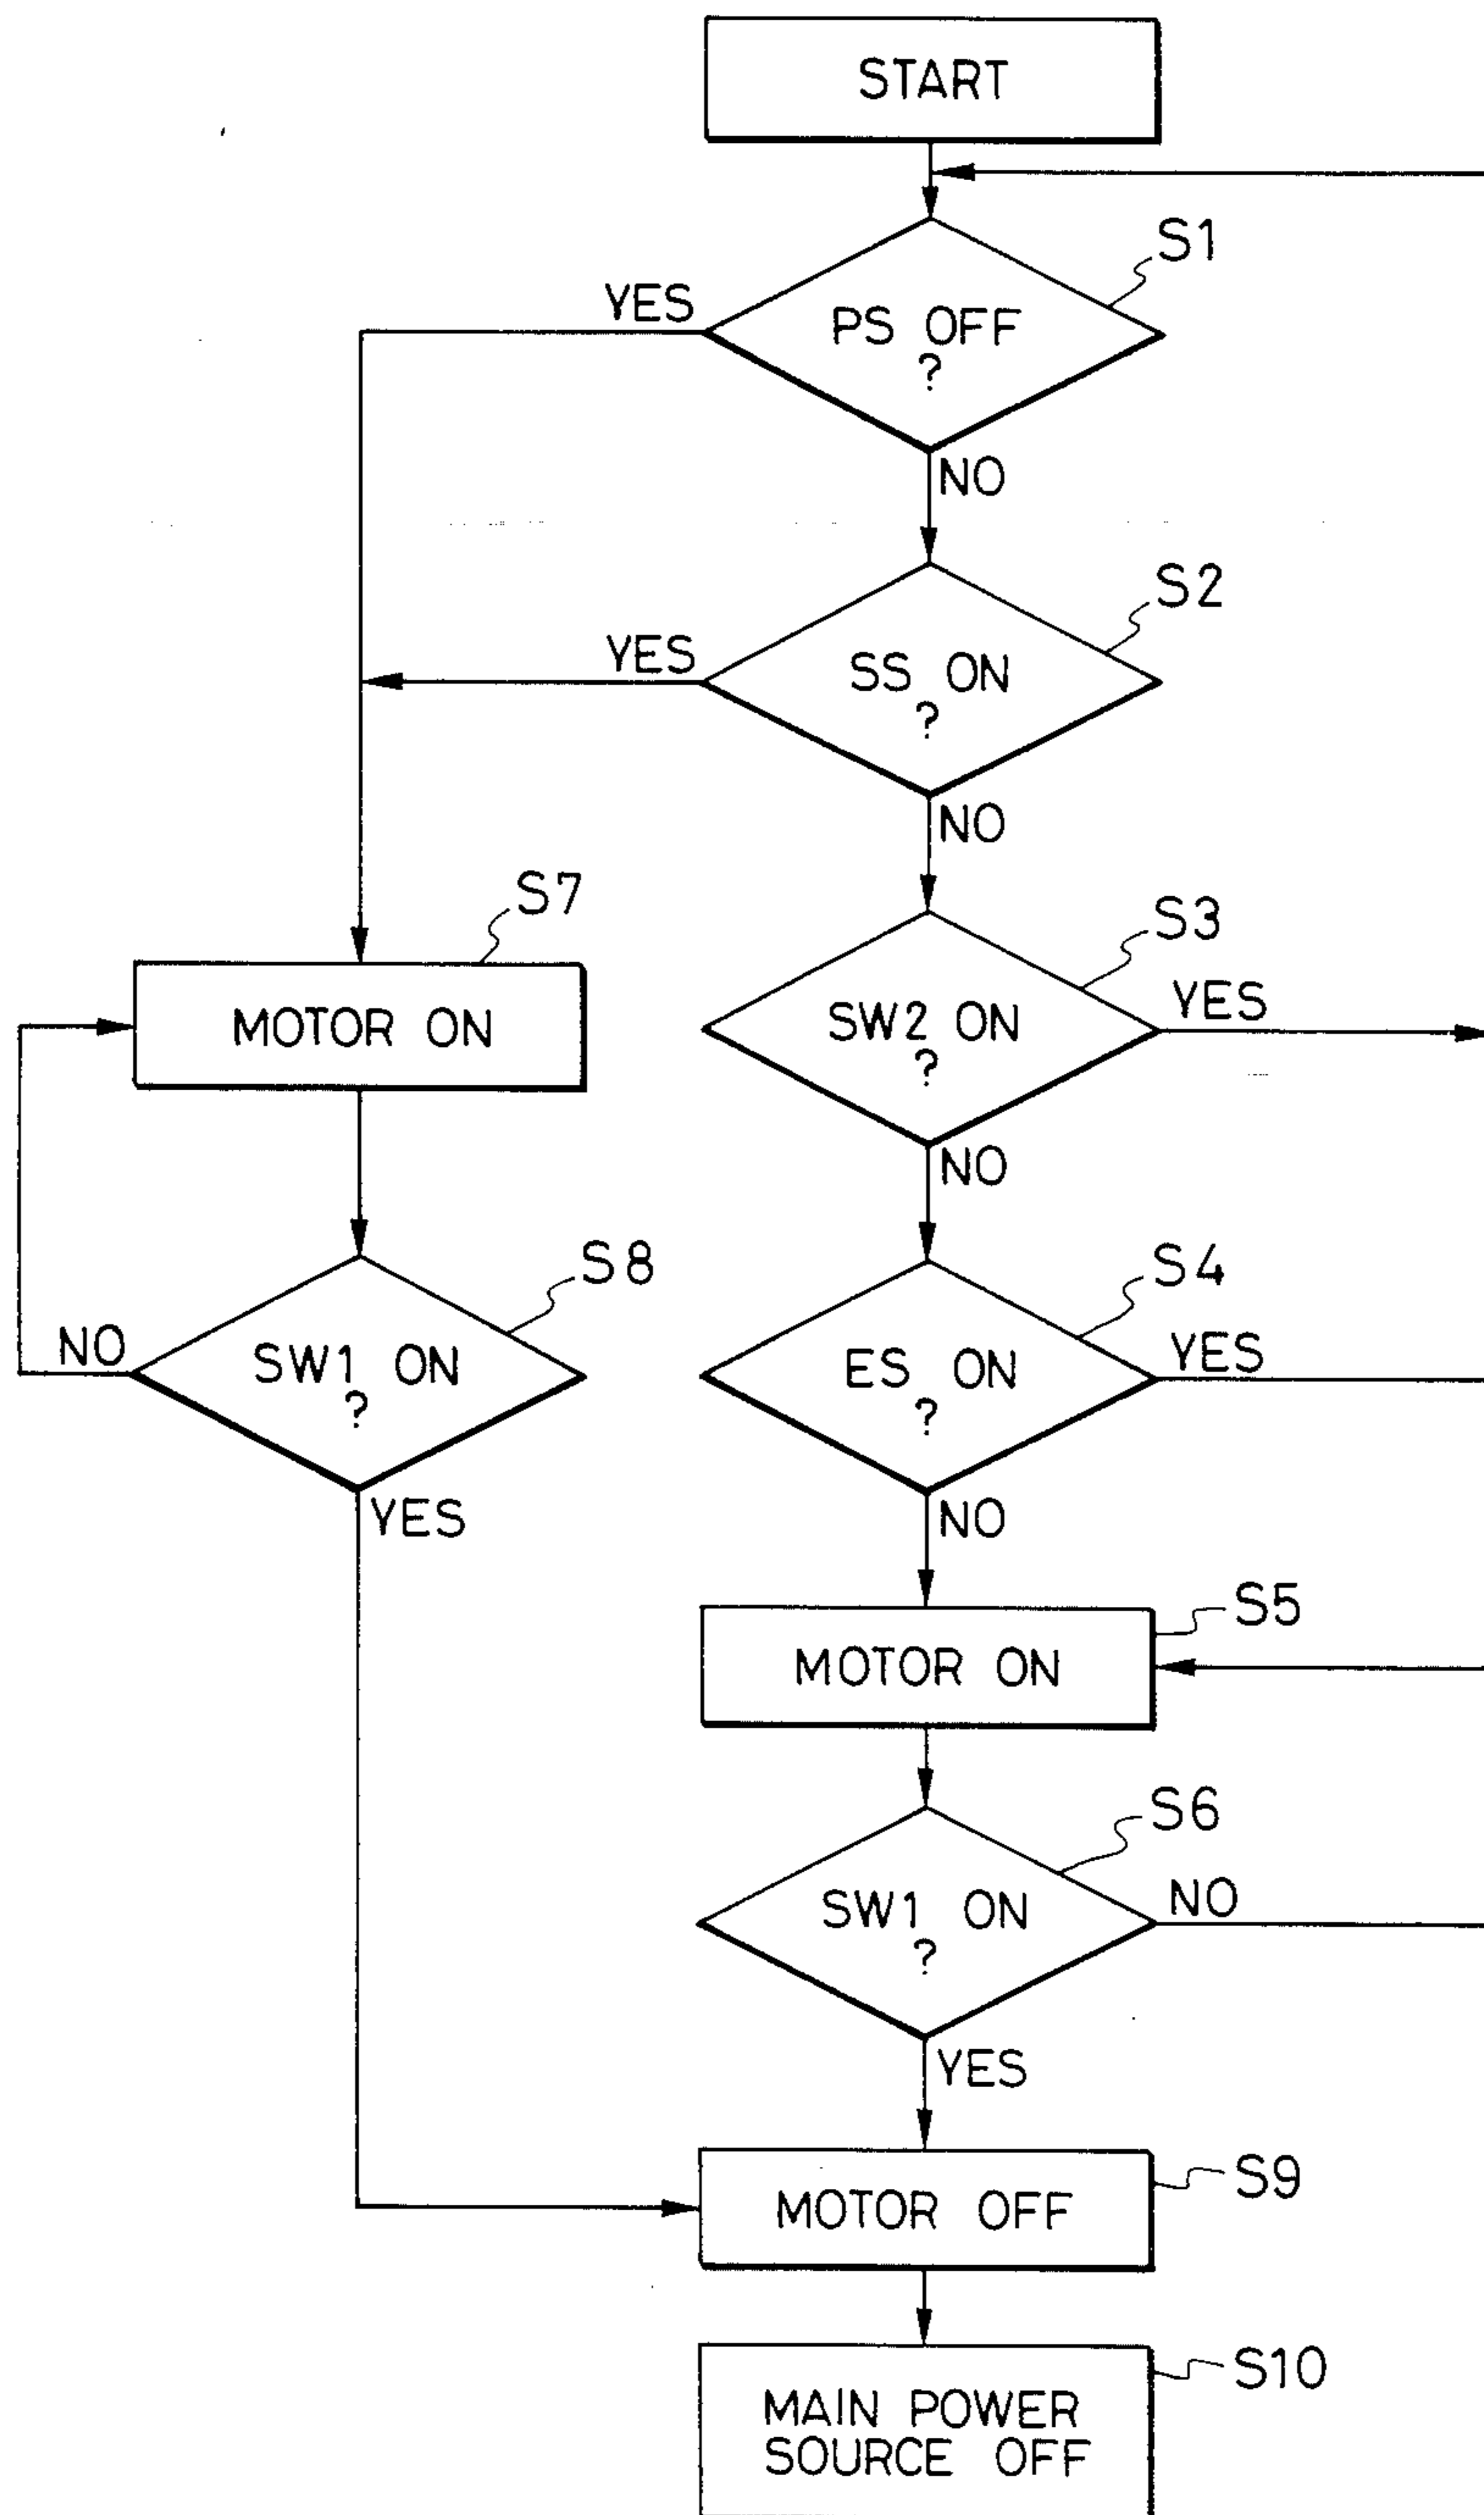 START
S1
YES
PS OFF
?
NO
S2
YES
SS ON
?
NO
S7
MOTOR ON
S3
SW2 ON
?
YES
NO
S8
NO
SW1 ON
?
YES
S4
ES ON
?
YES
NO
S5
MOTOR ON
S6
SW1 ON
?
NO
YES
S9
MOTOR OFF
S10
MAIN POWER
SOURCE OFF